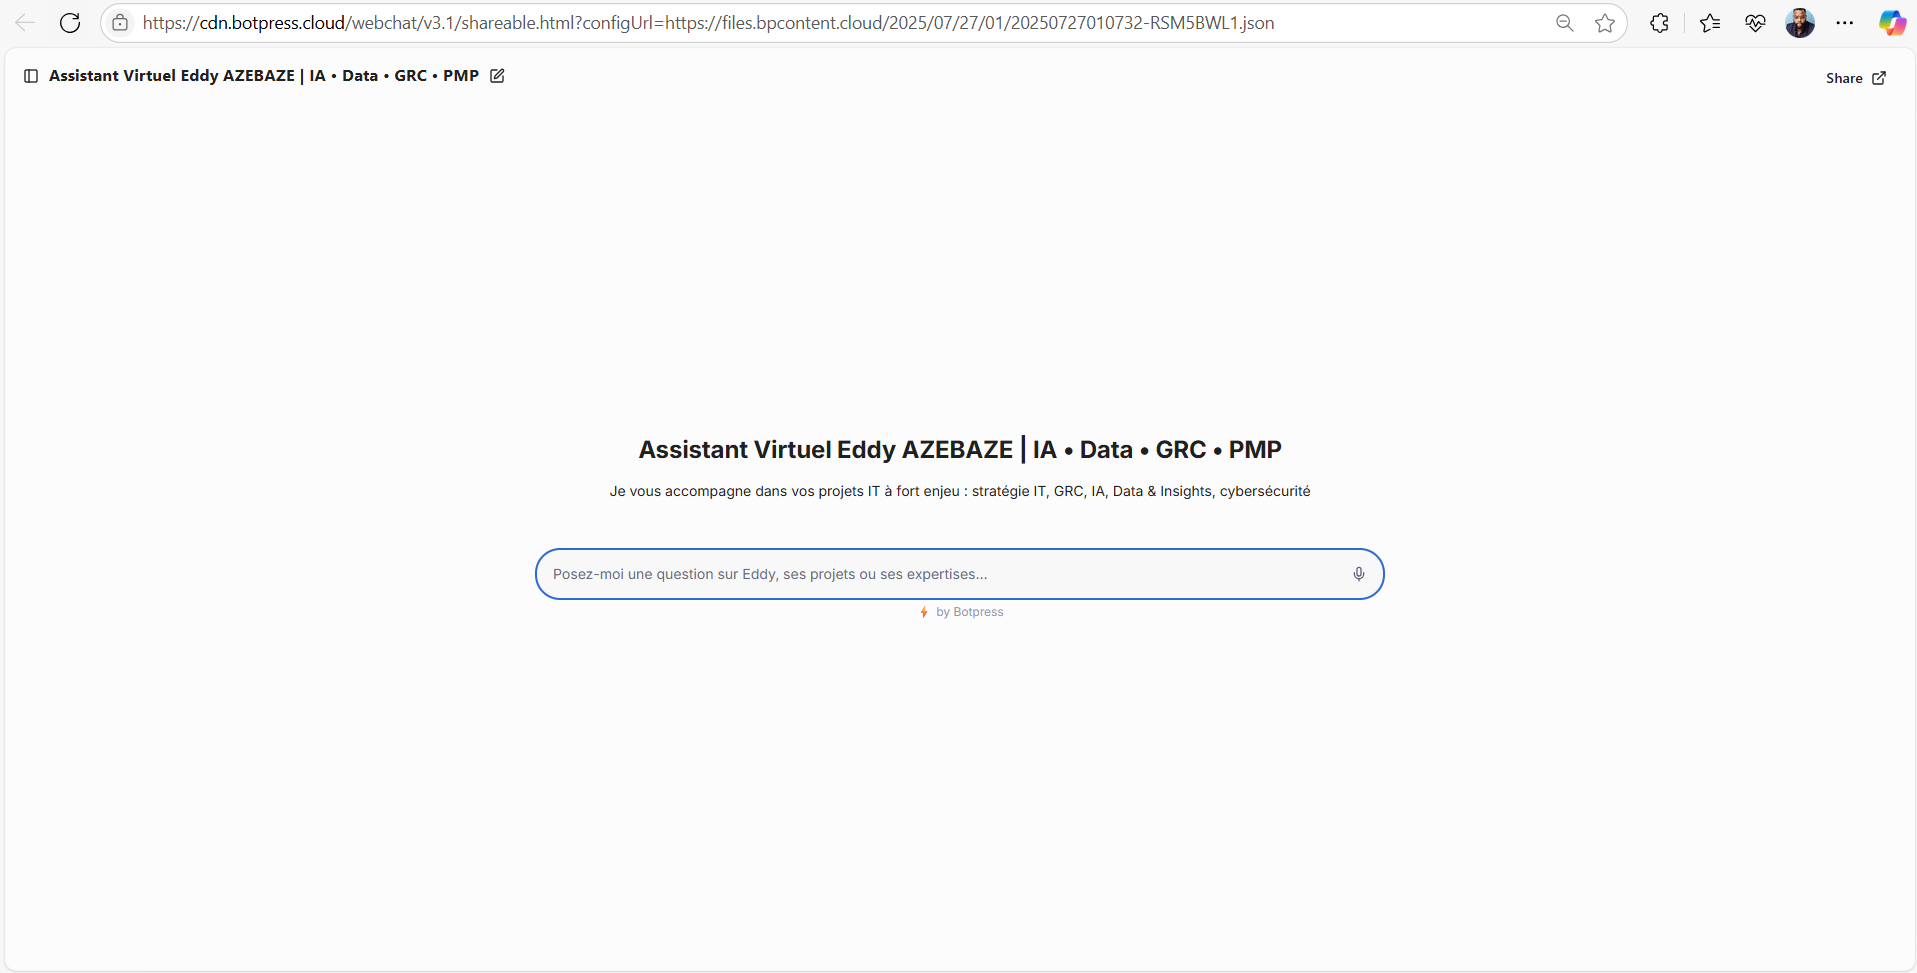 https://cdn.botpress.cloud/webchat/v3.1/shareable.html?configUrl=https://files.bpcontent.cloud/2025/07/27/01/20250727010732-RSM5BWL1.json
Assistant Virtuel Eddy AZEBAZE | IA • Data • GRC • PMP
Share
Assistant Virtuel Eddy AZEBAZE | IA • Data • GRC • PMP
Je vous accompagne dans vos projets IT à fort enjeu : stratégie IT, GRC, IA, Data & Insights, cybersécurité
Posez-moi une question sur Eddy, ses projets ou ses expertises...
by Botpress